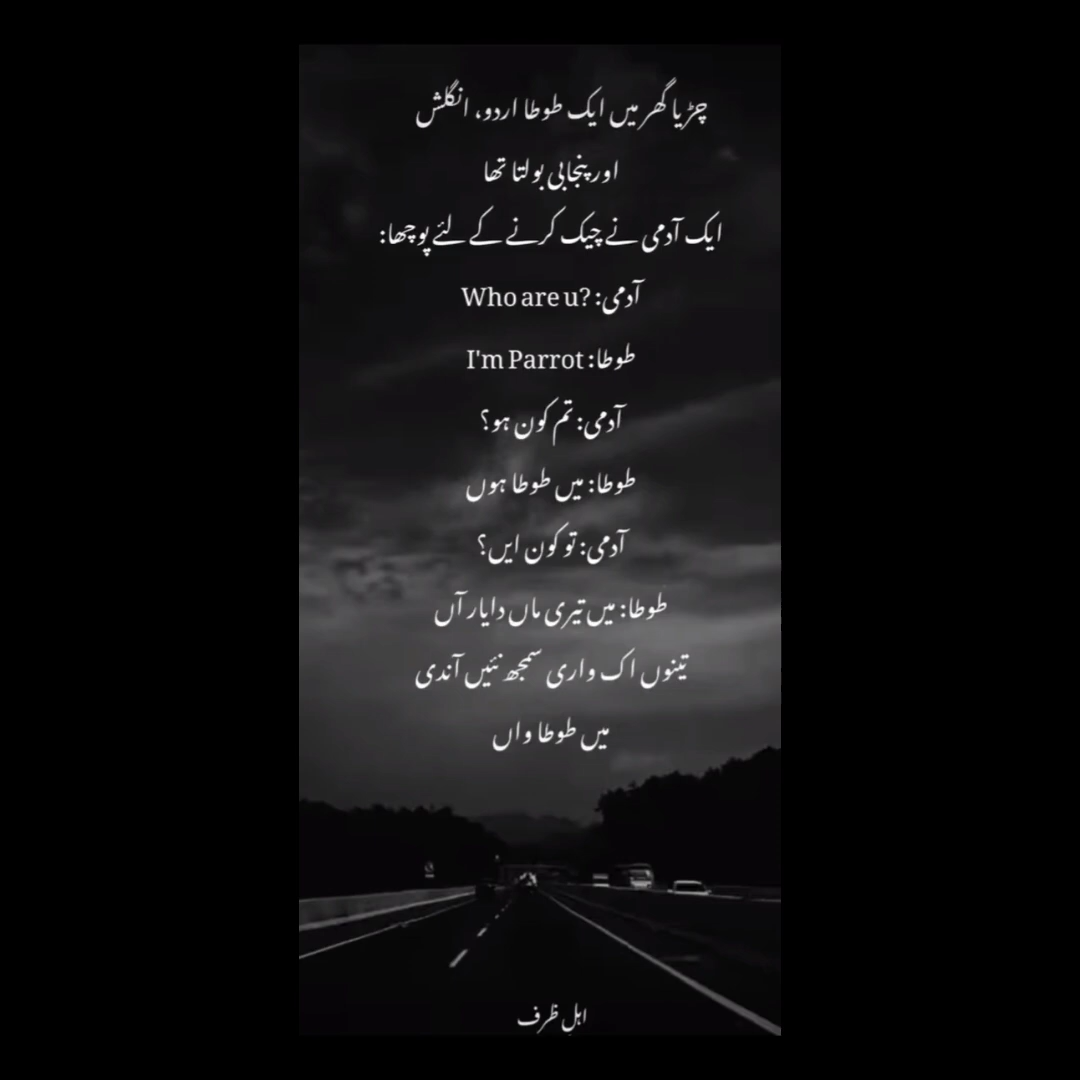 چڑیا گھر میں ایک طوطا اردو، انگلش
اور پنجابی بولتا تھا
ایک آدمی نے چیک کرنے کے لئے پوچھا:
آدمی: Who are u?
طوطا: I'm Parrot
آدمی: تم کون ہو؟
طوطا: میں طوطا ہوں
آدمی: تو کون ایں؟
طوطا: میں تیری ماں دا یار آں
تینوں اک واری سمجھ نئیں آندی
میں طوطا واں
اہلِ ظرف